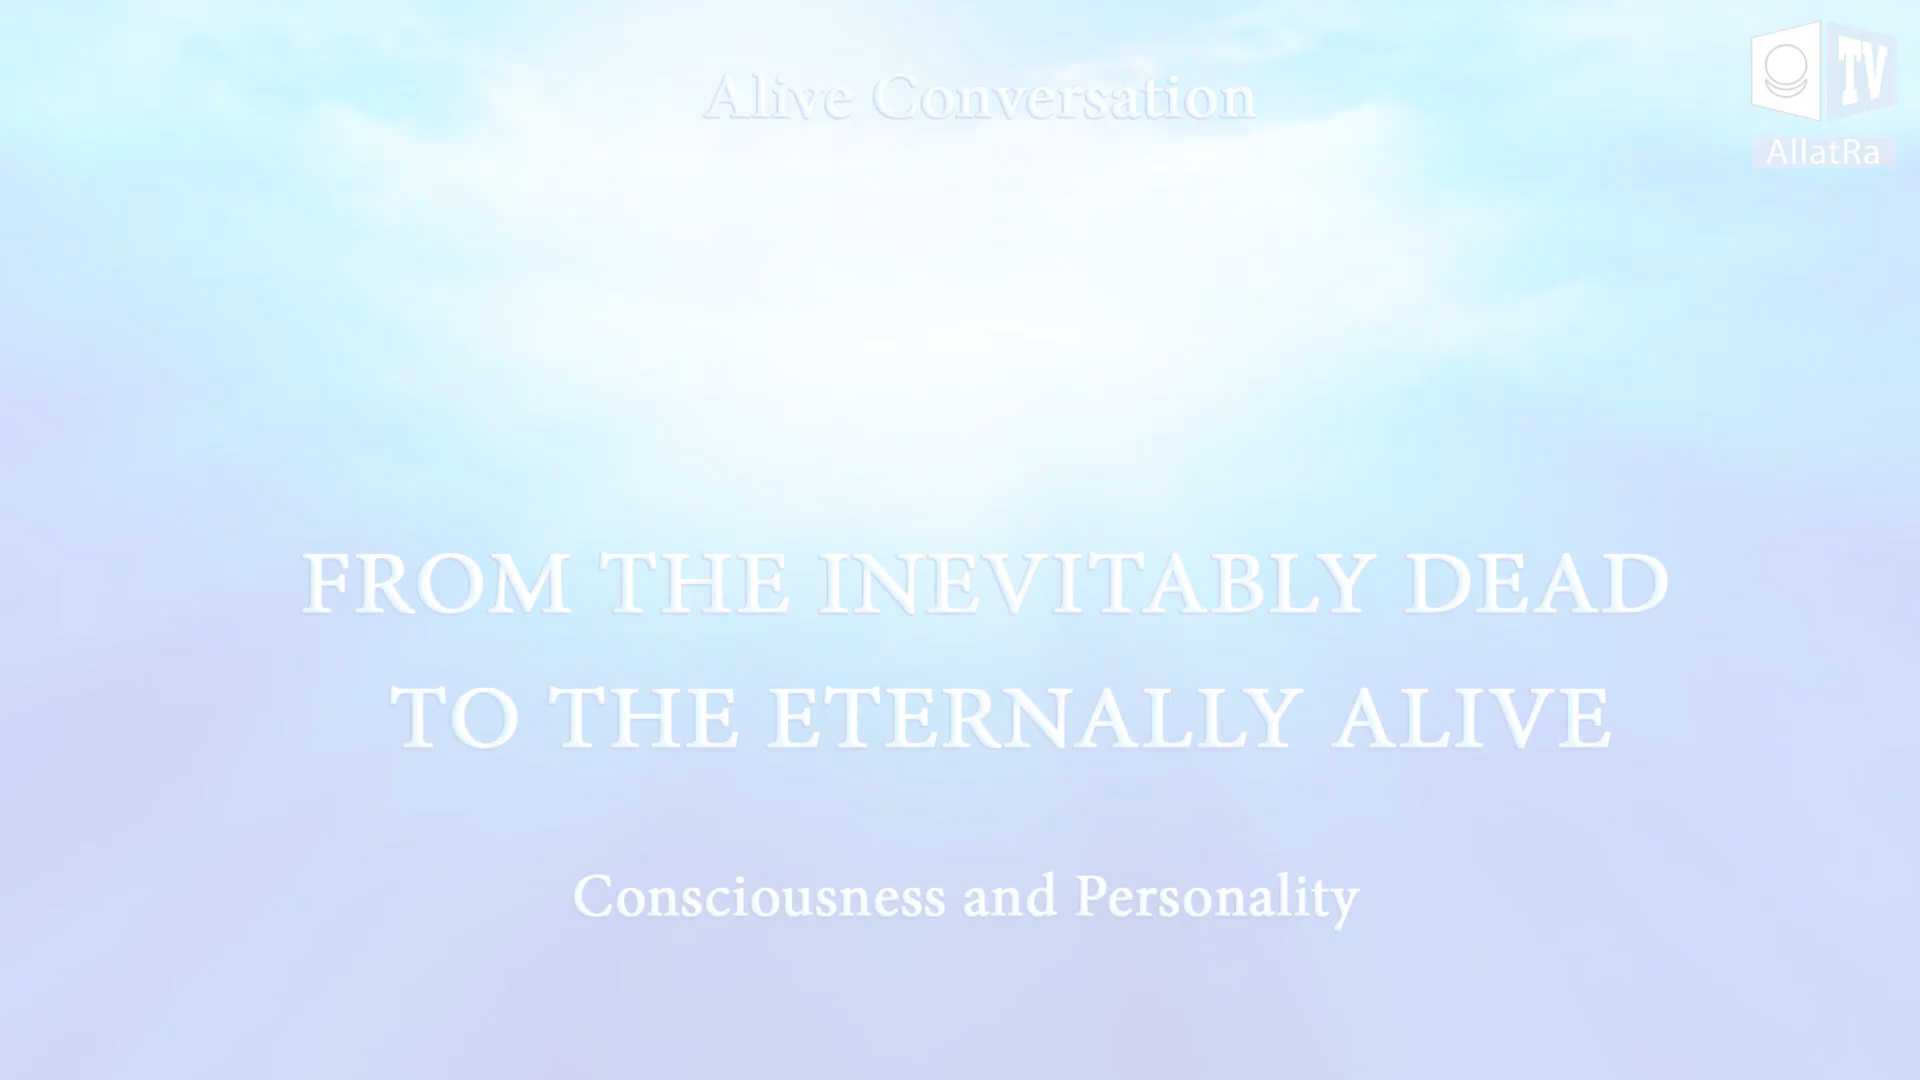 Alive Conversation
TV
AllatRa
FROM THE INEVITABLY DEAD
TO THE ETERNALLY ALIVE
Consciousness and Personality